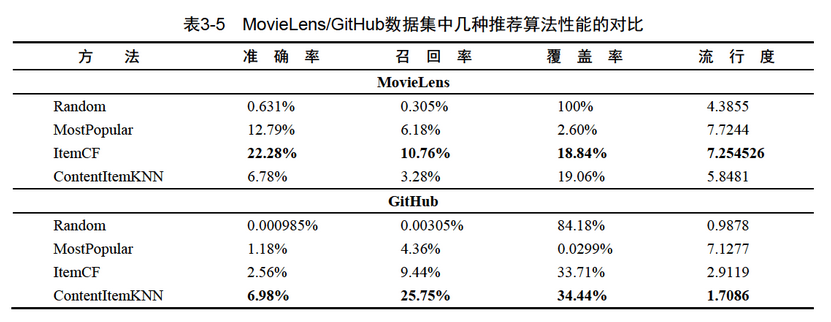 表3-5 MovieLens/GitHub数据集中几种推荐算法性能的对比
方 法 准 确 率 召 回 率 覆 盖 率 流 行 度
MovieLens
Random 0.631% 0.305% 100% 4.3855
MostPopular 12.79% 6.18% 2.60% 7.7244
ItemCF 22.28% 10.76% 18.84% 7.254526
ContentItemKNN 6.78% 3.28% 19.06% 5.8481
GitHub
Random 0.000985% 0.00305% 84.18% 0.9878
MostPopular 1.18% 4.36% 0.0299% 7.1277
ItemCF 2.56% 9.44% 33.71% 2.9119
ContentItemKNN 6.98% 25.75% 34.44% 1.7086